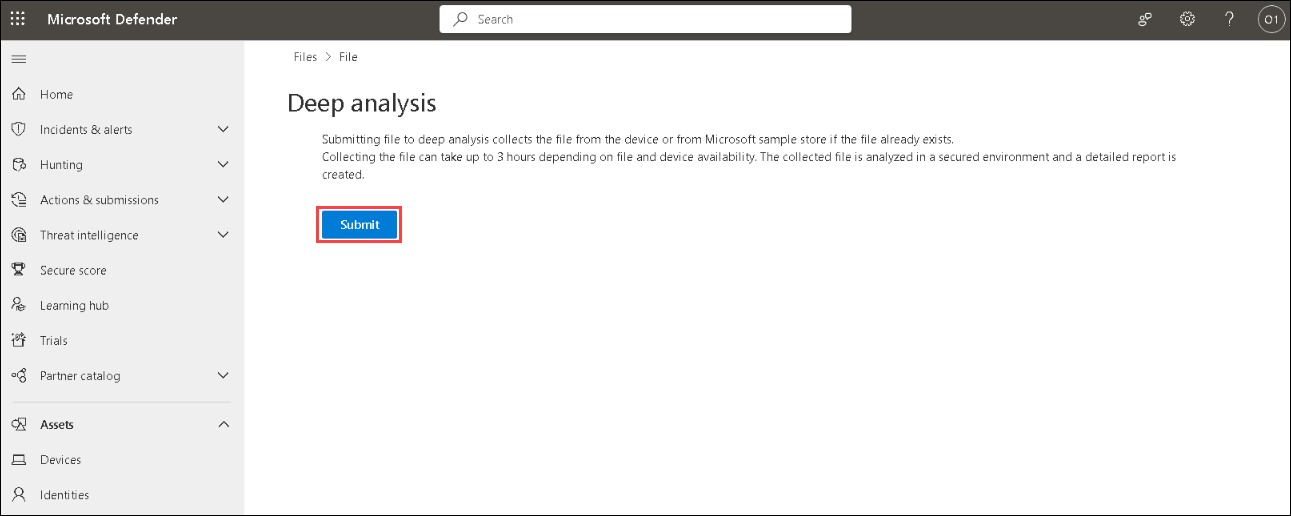 Microsoft Defender
Search
?
O1
Files > File
Home
Incidents & alerts
Hunting
Actions & submissions
Threat intelligence
Secure score
Learning hub
Trials
Partner catalog
Assets
Devices
Identities
Deep analysis
Submitting file to deep analysis collects the file from the device or from Microsoft sample store if the file already exists.
Collecting the file can take up to 3 hours depending on file and device availability. The collected file is analyzed in a secured environment and a detailed report is
created.
Submit